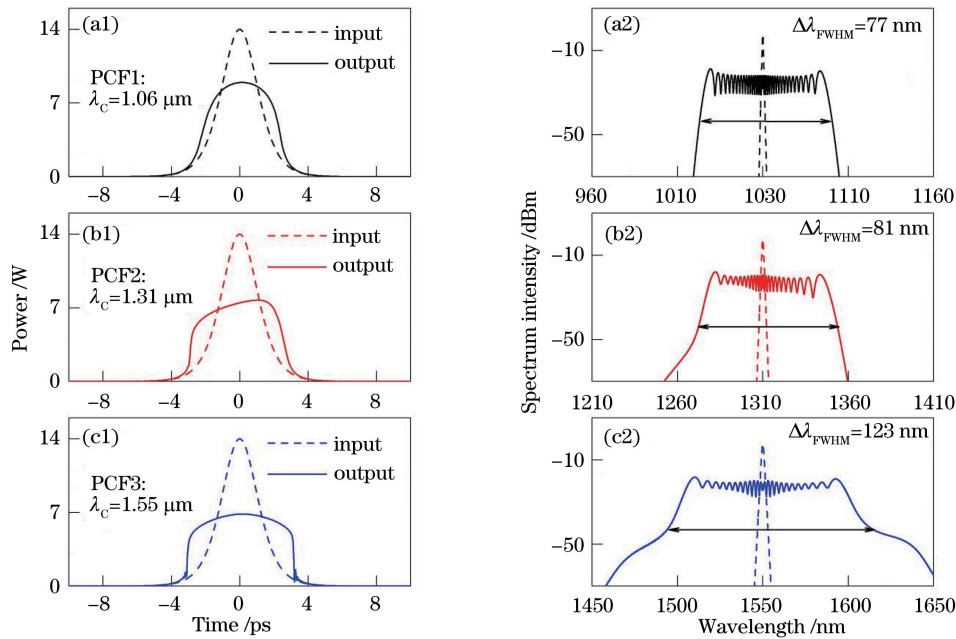 (a1)
input
output
PCF1:
λC=1.06 μm
14
7
0
−8 −4 0 4 8
(b1)
input
output
PCF2:
λC=1.31 μm
14
7
0
−8 −4 0 4 8
(c1)
input
output
PCF3:
λC=1.55 μm
14
7
0
−8 −4 0 4 8
Power /W
Time /ps
(a2)
ΔλFWHM=77 nm
−10
−50
960 1010 1030 1110 1160
(b2)
ΔλFWHM=81 nm
−10
−50
1210 1260 1310 1360 1410
(c2)
ΔλFWHM=123 nm
−10
−50
1450 1500 1550 1600 1650
Spectrum intensity /dBm
Wavelength /nm